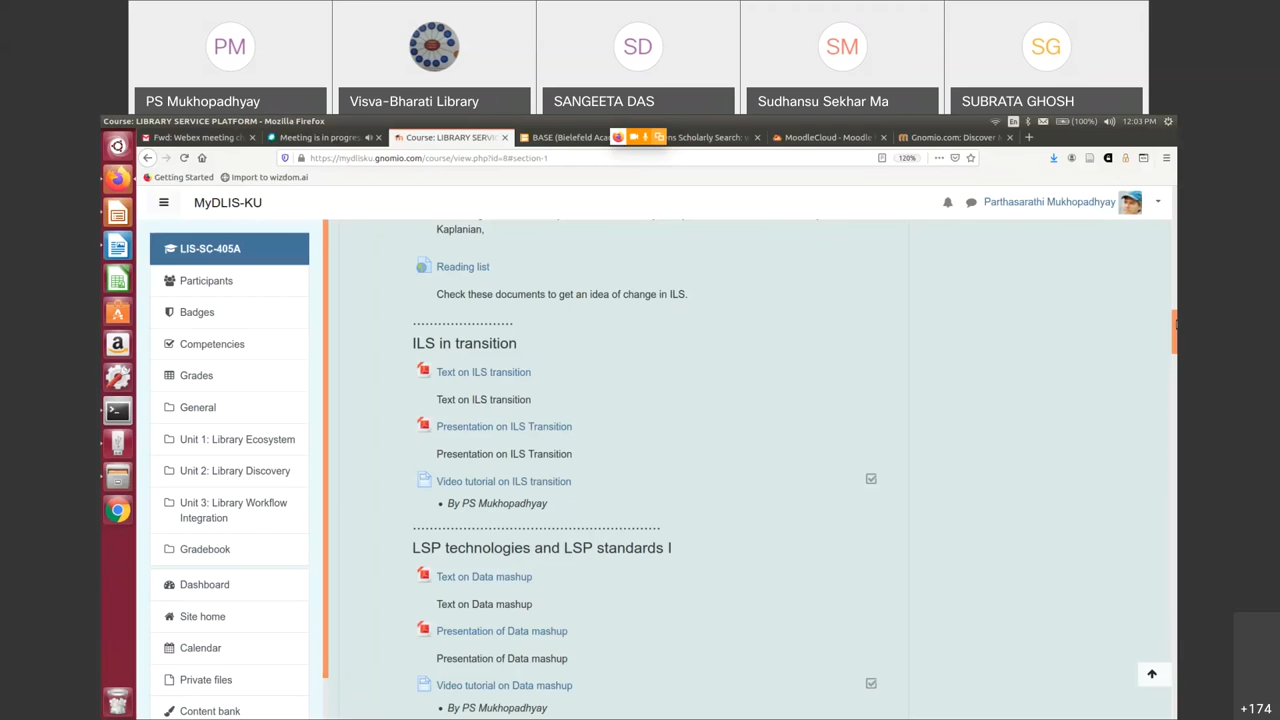 PM
SD
SM
SG
PS Mukhopadhyay
Visva-Bharati Library
SANGEETA DAS
Sudhansu Sekhar Ma
SUBRATA GHOSH
Course: LIBRARY SERVICE PLATFORM - Mozilla Firefox
En
(100%)
12:03 PM
Fwd: Webex meeting ch
Meeting is in progres
Course: LIBRARY SERVIC
BASE (Bielefeld Aca
ns Scholarly Search:
MoodleCloud - Moodle
Gnomio.com: Discover M
https://mydlisku.gnomio.com/course/view.php?id=8#section-1
120%
Getting Started
Import to wizdom.ai
MyDLIS-KU
Parthasarathi Mukhopadhyay
LIS-SC-405A
Participants
Badges
Competencies
Grades
General
Unit 1: Library Ecosystem
Unit 2: Library Discovery
Unit 3: Library Workflow
Integration
Gradebook
Dashboard
Site home
Calendar
Private files
Content bank
Kaplanian,
Reading list
Check these documents to get an idea of change in ILS.
ILS in transition
Text on ILS transition
Text on ILS transition
Presentation on ILS Transition
Presentation on ILS Transition
Video tutorial on ILS transition
• By PS Mukhopadhyay
LSP technologies and LSP standards I
Text on Data mashup
Text on Data mashup
Presentation of Data mashup
Presentation of Data mashup
Video tutorial on Data mashup
• By PS Mukhopadhyay
+174